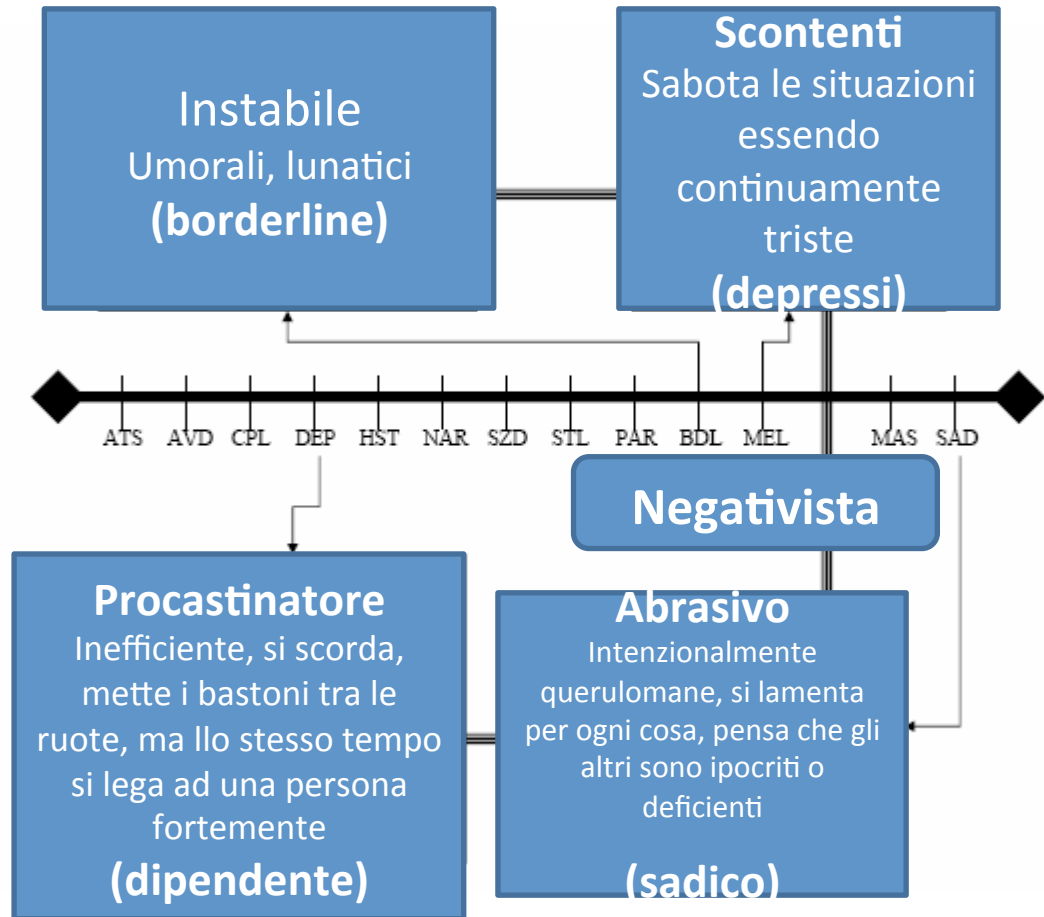 Instabile
Umorali, lunatici
(borderline)
Scontenti
Sabota le situazioni
essendo
continuamente
triste
(depressi)
ATS AVD CPL DEP HST NAR SZD STL PAR BDL MEL MAS SAD
Negativista
Procastinatore
Inefficiente, si scorda,
mette i bastoni tra le
ruote, ma llo stesso tempo
si lega ad una persona
fortemente
(dipendente)
Abrasivo
Intenzionalmente
querulomane, si lamenta
per ogni cosa, pensa che gli
altri sono ipocriti o
deficienti
(sadico)